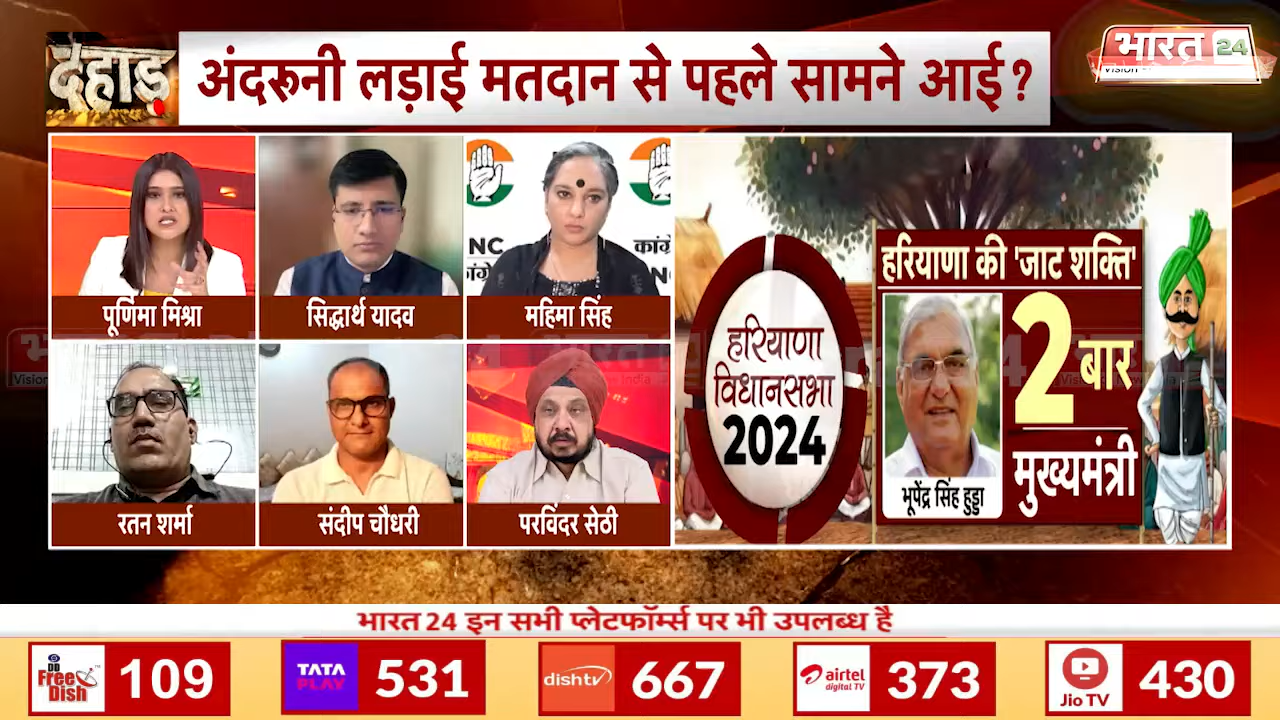 दहाड़
अंदरूनी लड़ाई मतदान से पहले सामने आई?
भारत 24
Vision
पूर्णिमा मिश्रा
सिद्धार्थ यादव
NC
कांग्रे
कांग्रे
महिमा सिंह
रतन शर्मा
संदीप चौधरी
परविंदर सेठी
हरियाणा
विधानसभा
2024
हरियाणा की 'जाट शक्ति'
2 बार
मुख्यमंत्री
भूपेंद्र सिंह हुड्डा
भारत 24 इन सभी प्लेटफॉर्म्स पर भी उपलब्ध है
DD Free Dish 109
TATA PLAY 531
dishtv 667
airtel digital TV 373
Jio TV 430